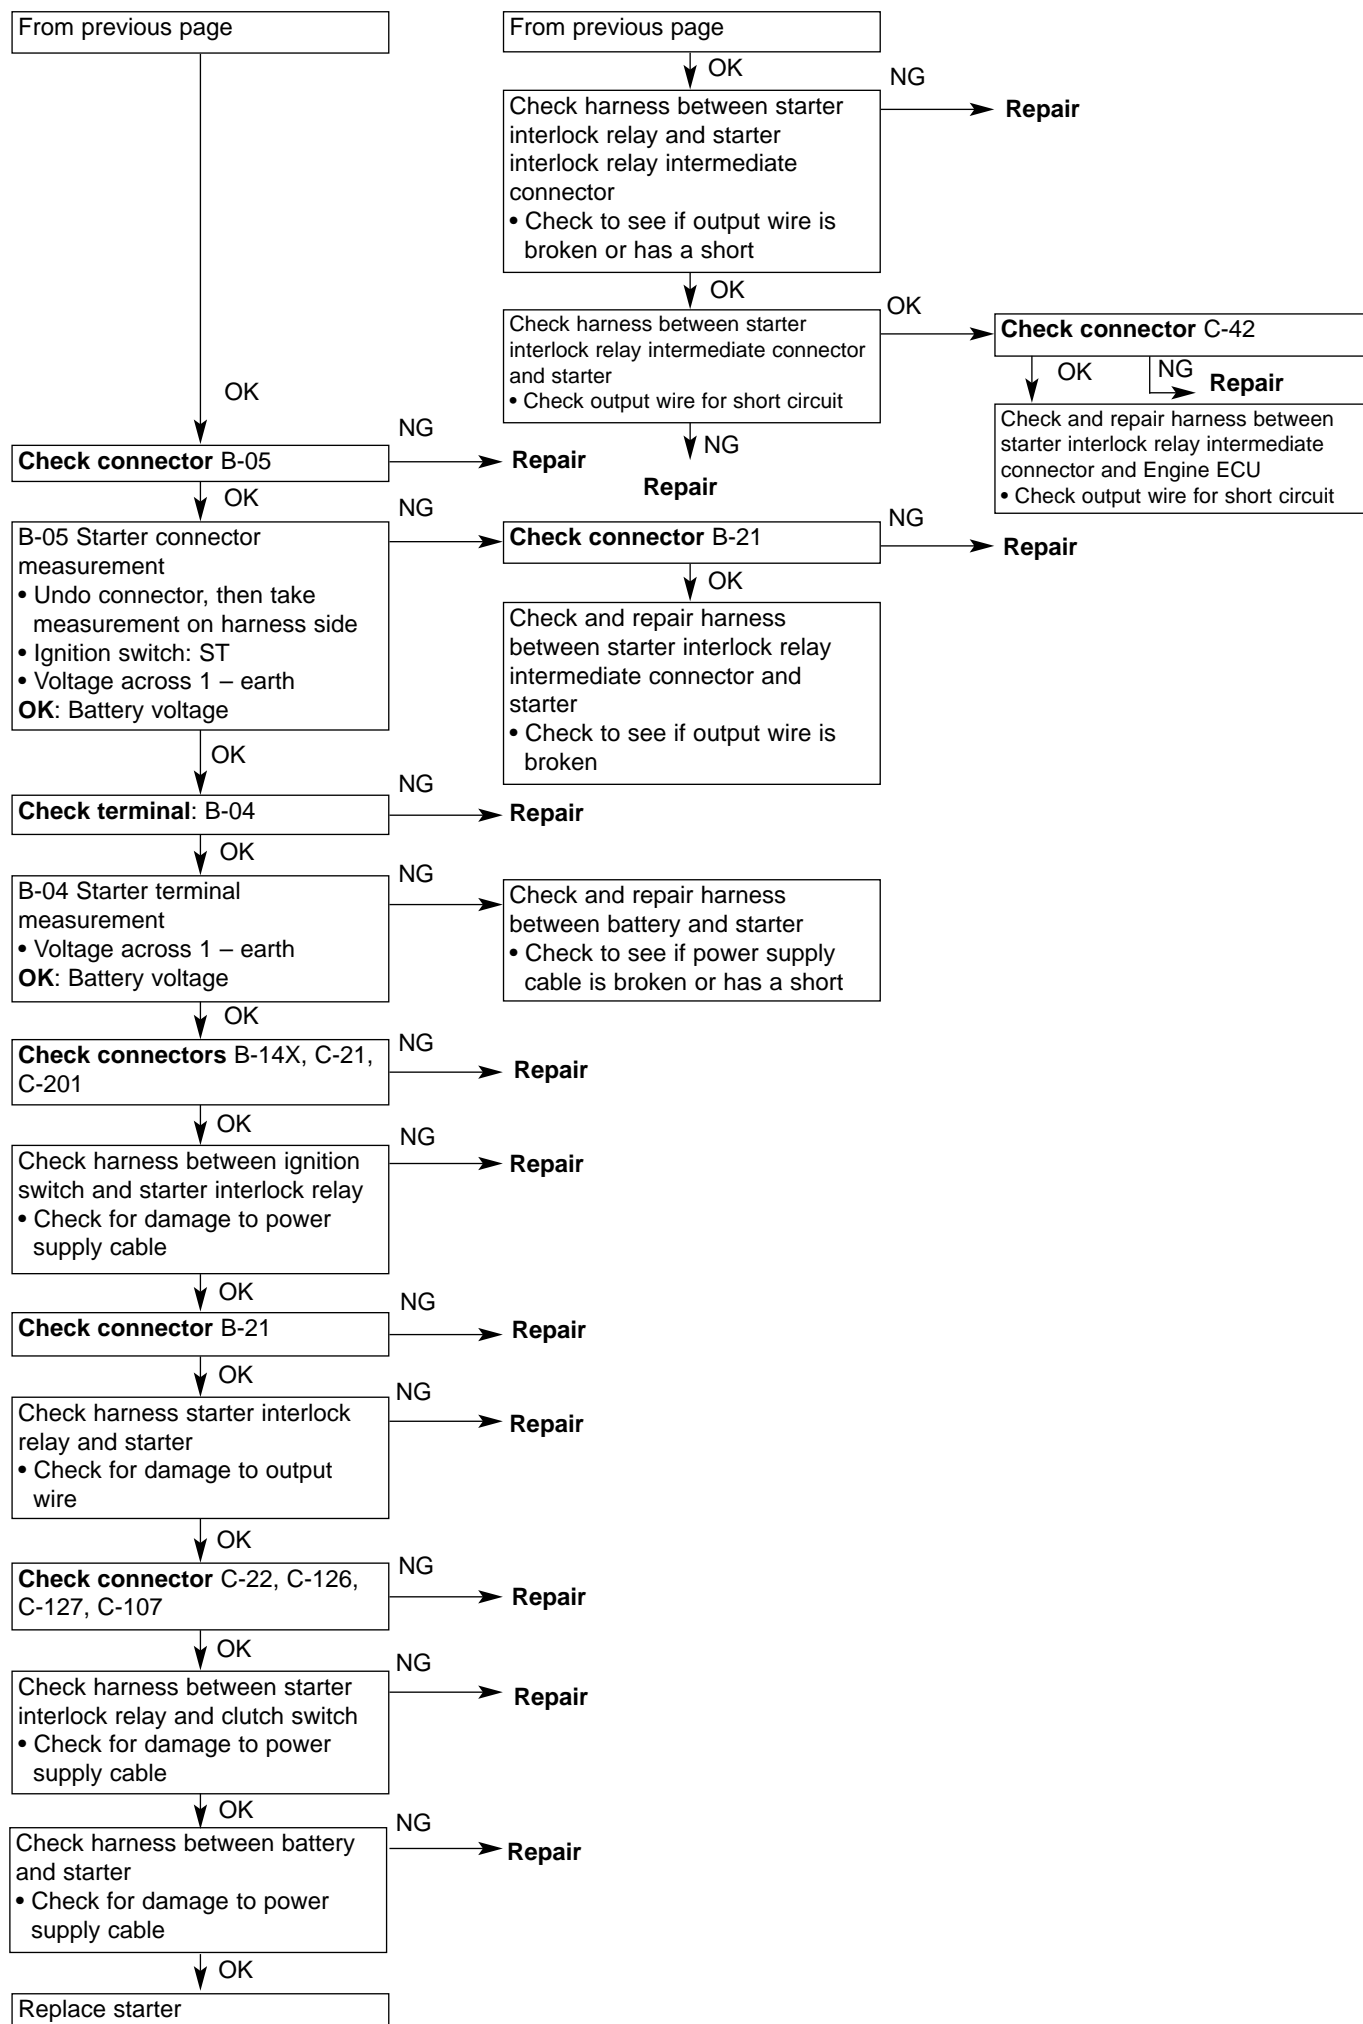 From previous page
OK
Check connector B-05
NG
Repair
OK
B-05 Starter connector
measurement
• Undo connector, then take
measurement on harness side
• Ignition switch: ST
• Voltage across 1 – earth
OK: Battery voltage
NG
Check connector B-21
NG
Repair
OK
Check and repair harness
between starter interlock relay
intermediate connector and
starter
• Check to see if output wire is
broken
OK
Check terminal: B-04
NG
Repair
OK
B-04 Starter terminal
measurement
• Voltage across 1 – earth
OK: Battery voltage
NG
Check and repair harness
between battery and starter
• Check to see if power supply
cable is broken or has a short
OK
Check connectors B-14X, C-21,
C-201
NG
Repair
OK
Check harness between ignition
switch and starter interlock relay
• Check for damage to power
supply cable
NG
Repair
OK
Check connector B-21
NG
Repair
OK
Check harness starter interlock
relay and starter
• Check for damage to output
wire
NG
Repair
OK
Check connector C-22, C-126,
C-127, C-107
NG
Repair
OK
Check harness between starter
interlock relay and clutch switch
• Check for damage to power
supply cable
NG
Repair
OK
Check harness between battery
and starter
• Check for damage to power
supply cable
NG
Repair
OK
Replace starter
From previous page
OK
Check harness between starter
interlock relay and starter
interlock relay intermediate
connector
• Check to see if output wire is
broken or has a short
NG
Repair
OK
Check harness between starter
interlock relay intermediate connector
and starter
• Check output wire for short circuit
NG
Repair
OK
Check connector C-42
OK
NG
Repair
Check and repair harness between
starter interlock relay intermediate
connector and Engine ECU
• Check output wire for short circuit